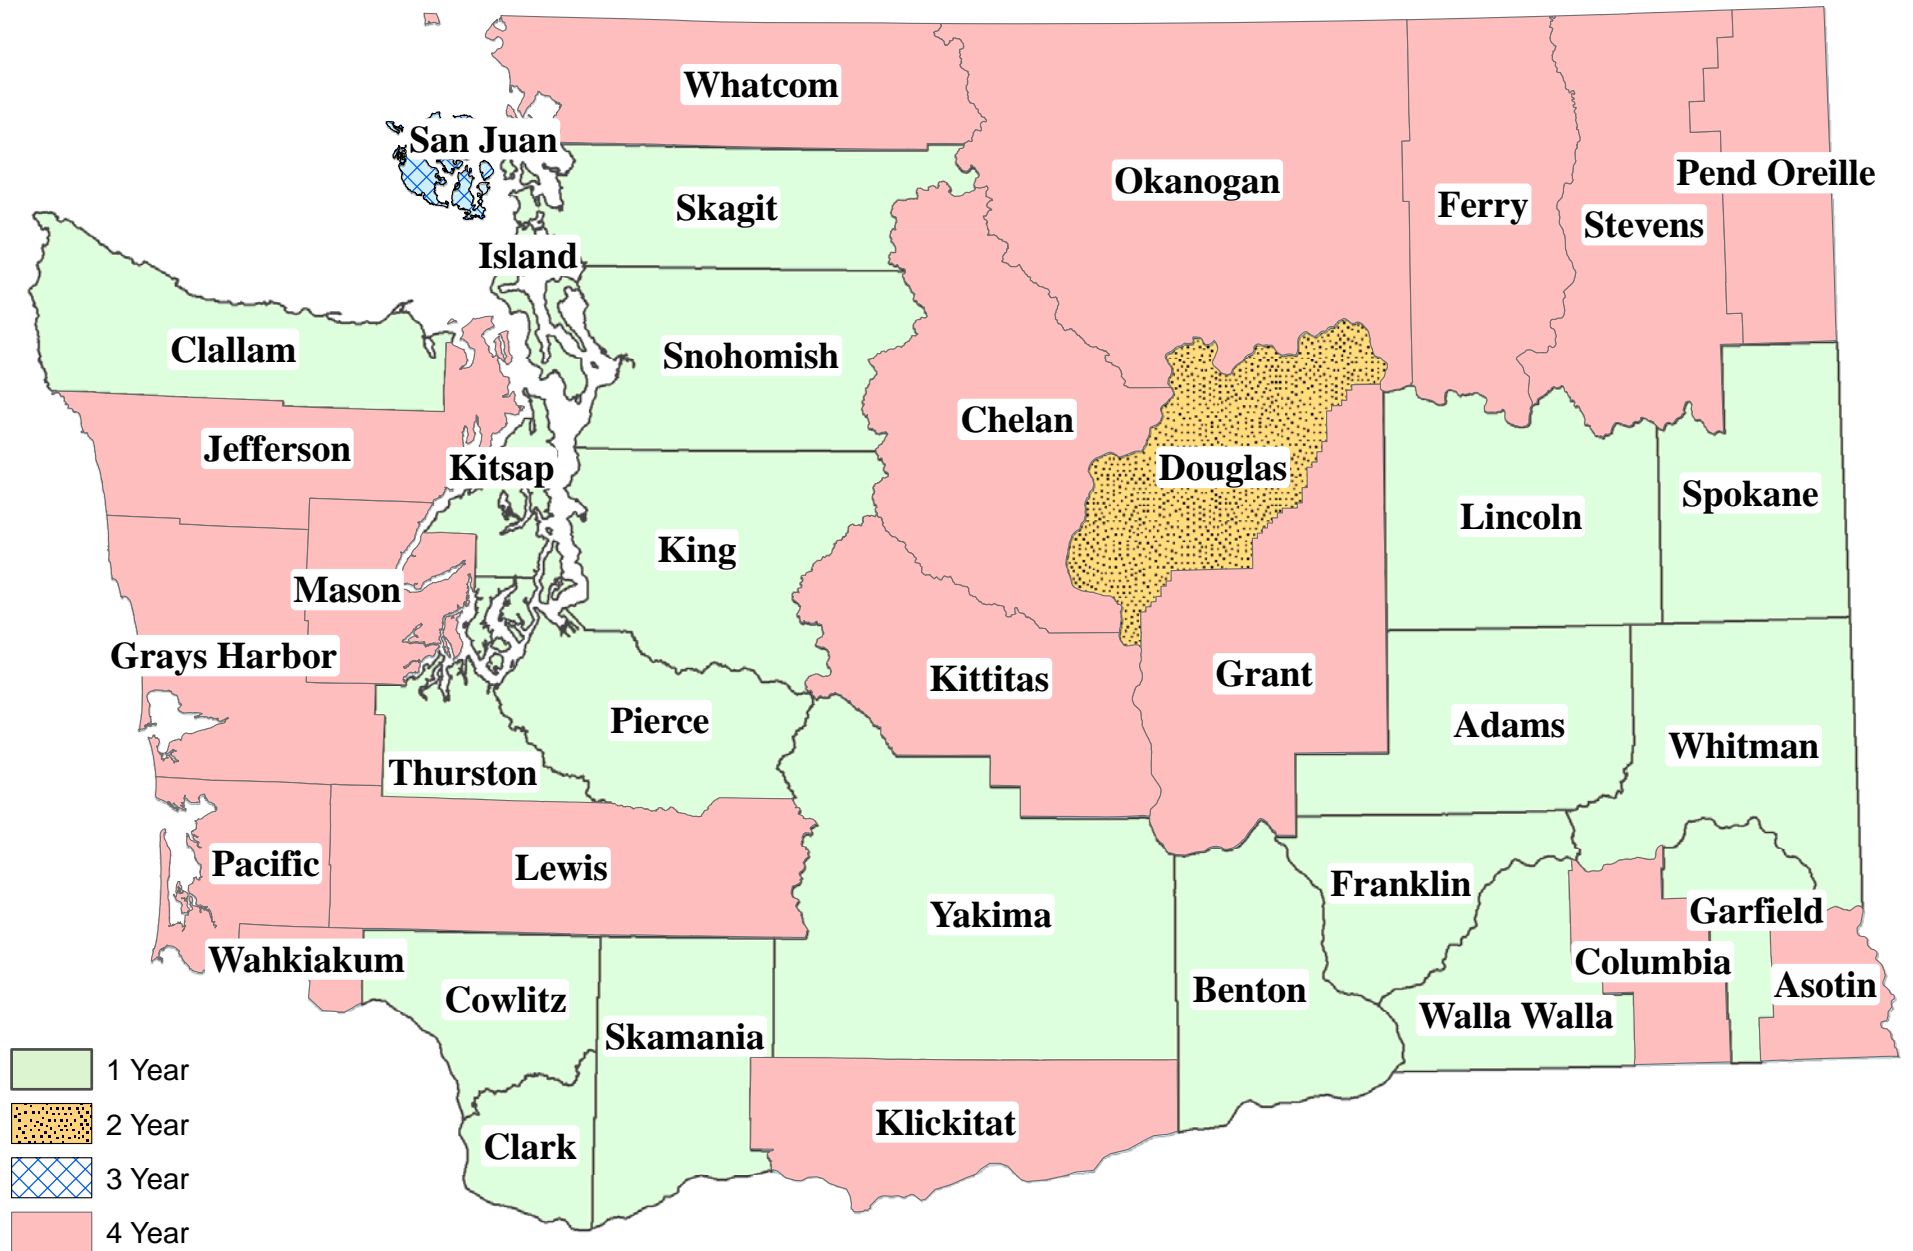 Whatcom
San Juan
Okanogan
Pend Oreille
Skagit
Ferry
Stevens
Island
Clallam
Snohomish
Chelan
Jefferson
Kitsap
Douglas
Spokane
Lincoln
King
Mason
Grays Harbor
Kittitas
Grant
Pierce
Adams
Whitman
Thurston
Pacific
Lewis
Franklin
Yakima
Garfield
Wahkiakum
Columbia
Asotin
Cowlitz
Benton
Walla Walla
Skamania
Klickitat
Clark
1 Year
2 Year
3 Year
4 Year